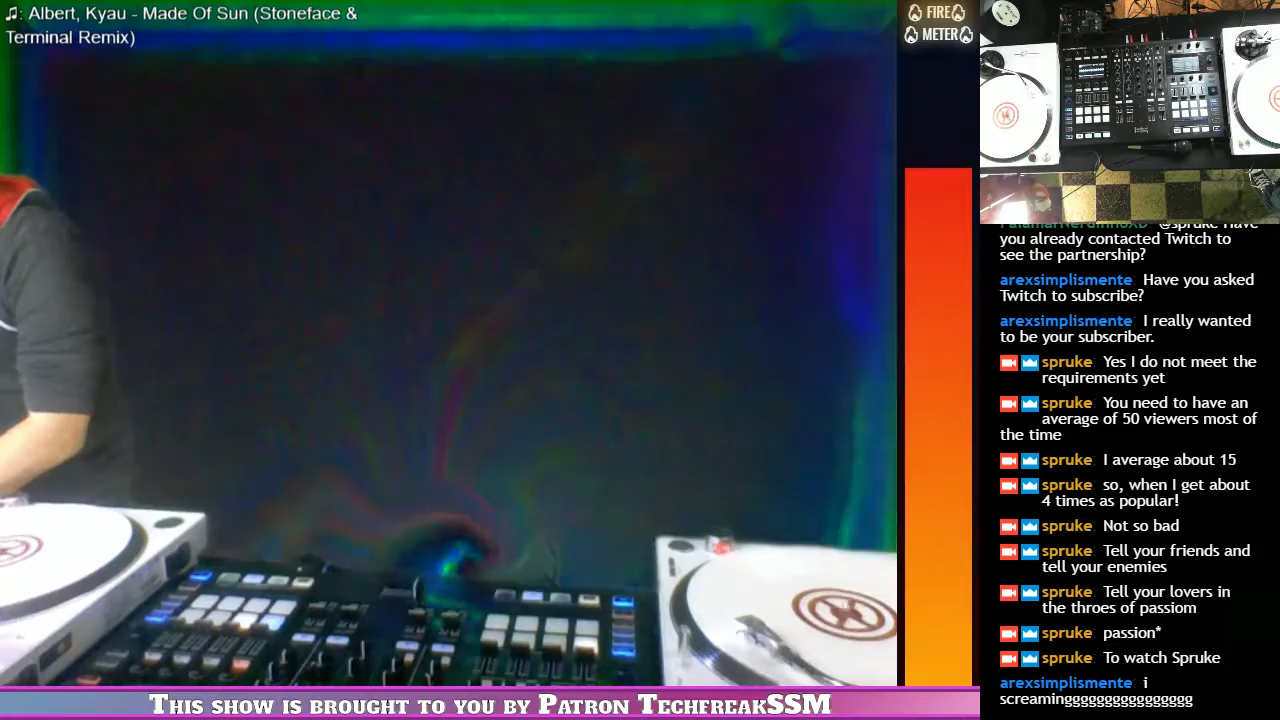 ♫: Albert, Kyau - Made Of Sun (Stoneface &
Terminal Remix)
FIRE
METER
@spruke Have
you already contacted Twitch to
see the partnership?
arexsimplismente Have you asked
Twitch to subscribe?
arexsimplismente I really wanted
to be your subscriber.
spruke Yes I do not meet the
requirements yet
spruke You need to have an
average of 50 viewers most of
the time
spruke I average about 15
spruke so, when I get about
4 times as popular!
spruke Not so bad
spruke Tell your friends and
tell your enemies
spruke Tell your lovers in
the throes of passiom
spruke passion*
spruke To watch Spruke
arexsimplismente i
screaminggggggggggggggggg
This show is brought to you by Patron TechfreakSSM